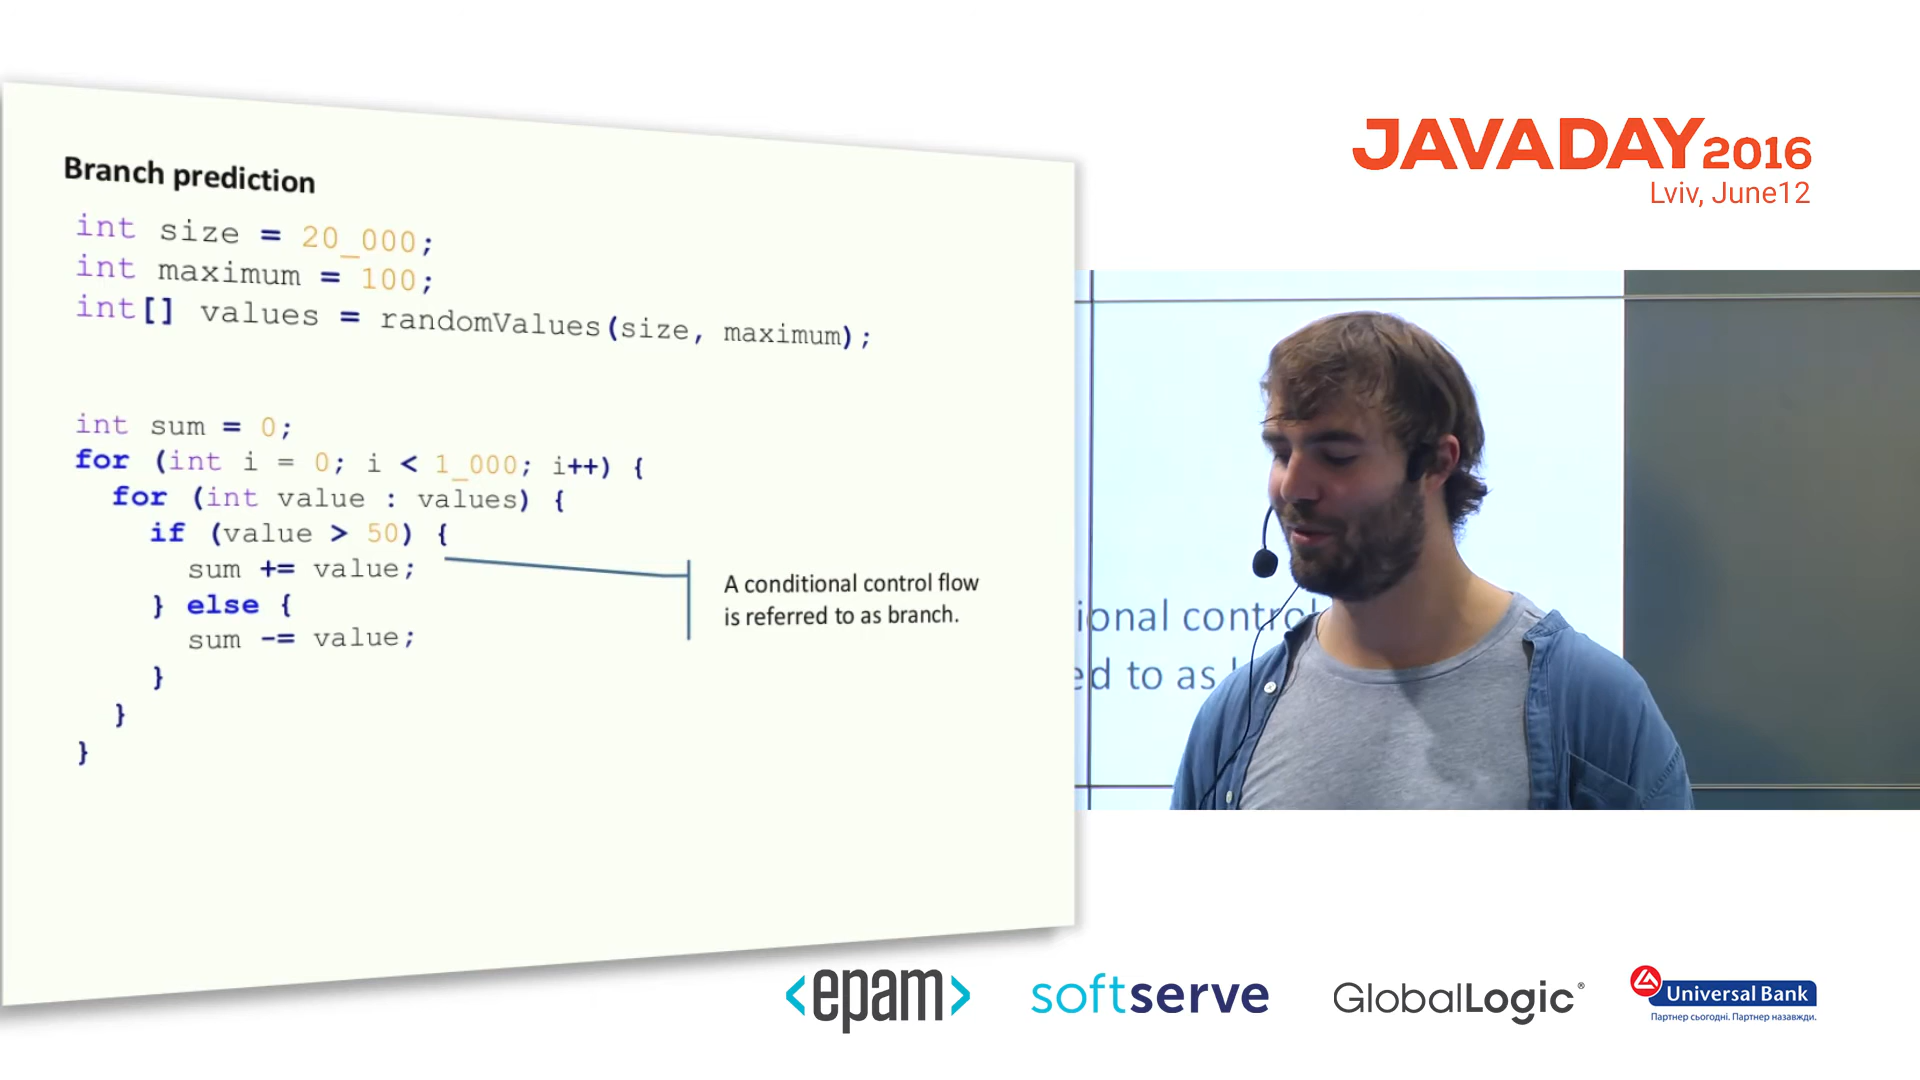 Branch prediction
int size = 20_000;
int maximum = 100;
int[] values = randomValues(size, maximum);
int sum = 0;
for (int i = 0; i < 1_000; i++) {
for (int value : values) {
if (value > 50) {
sum += value;
} else {
sum -= value;
}
}
}
A conditional control flow
is referred to as branch.
JAVADAY2016
Lviv, June12
ional control
ed to as
<epam>
softserve
GlobalLogic®
Universal Bank
Партнер сьогодні. Партнер назавжди.